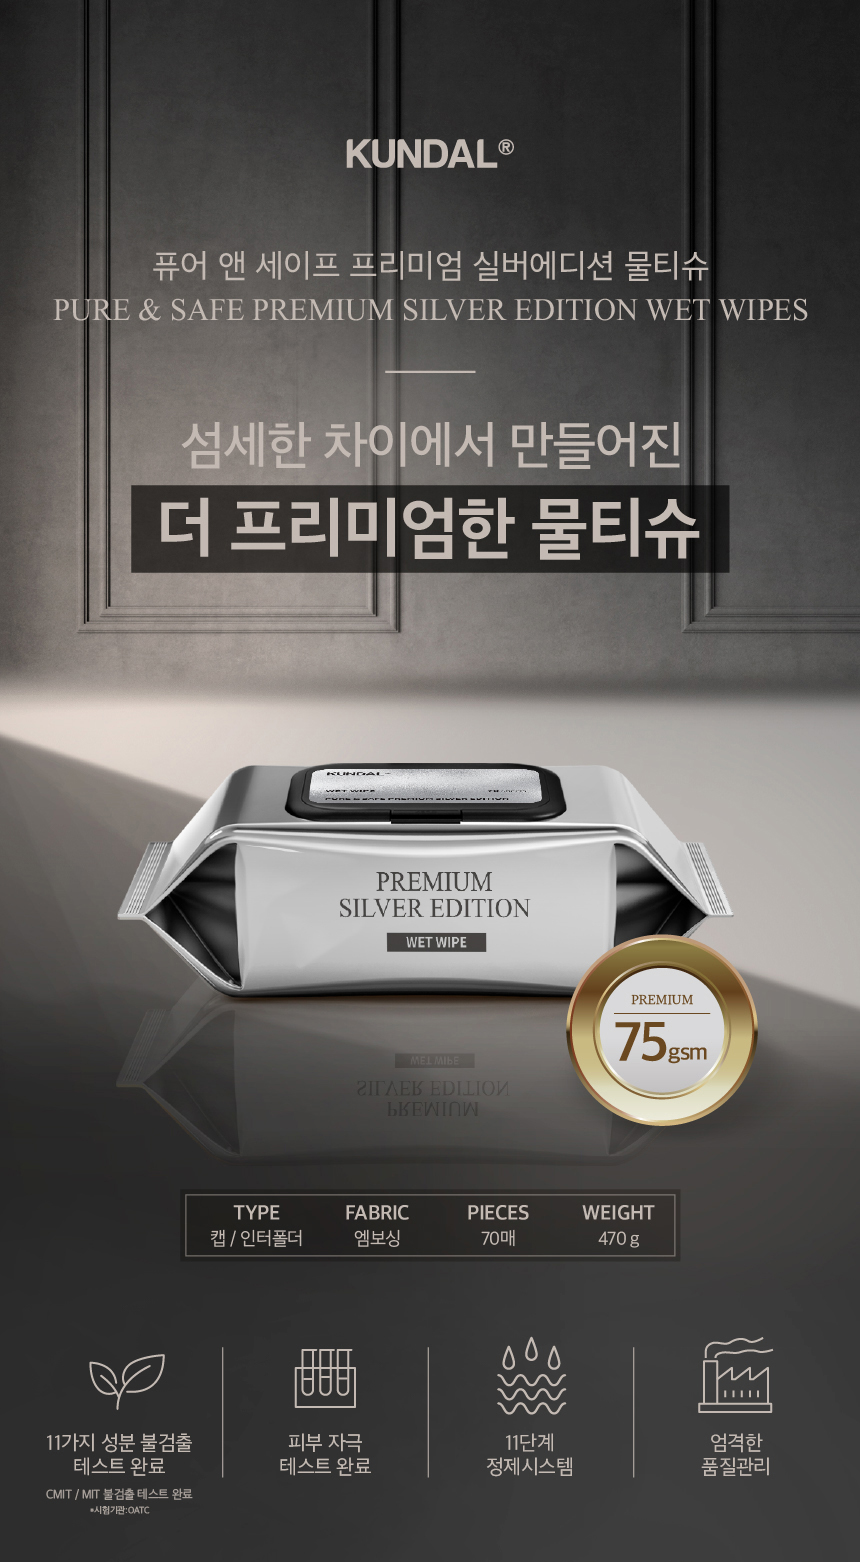 KUNDAL®
퓨어 앤 세이프 프리미엄 실버에디션 물티슈
PURE & SAFE PREMIUM SILVER EDITION WET WIPES
섬세한 차이에서 만들어진
더 프리미엄한 물티슈
KUNDAL
WET WIPE
PURE & SAFE PREMIUM SILVER EDITION
PREMIUM
SILVER EDITION
WET WIPE
PREMIUM
75gsm
TYPE FABRIC PIECES WEIGHT
캡 / 인터폴더 엠보싱 70매 470 g
11가지 성분 불검출 피부 자극 11단계 엄격한
테스트 완료 테스트 완료 정제시스템 품질관리
CMIT / MIT 불검출 테스트 완료
*시험기관:OATC